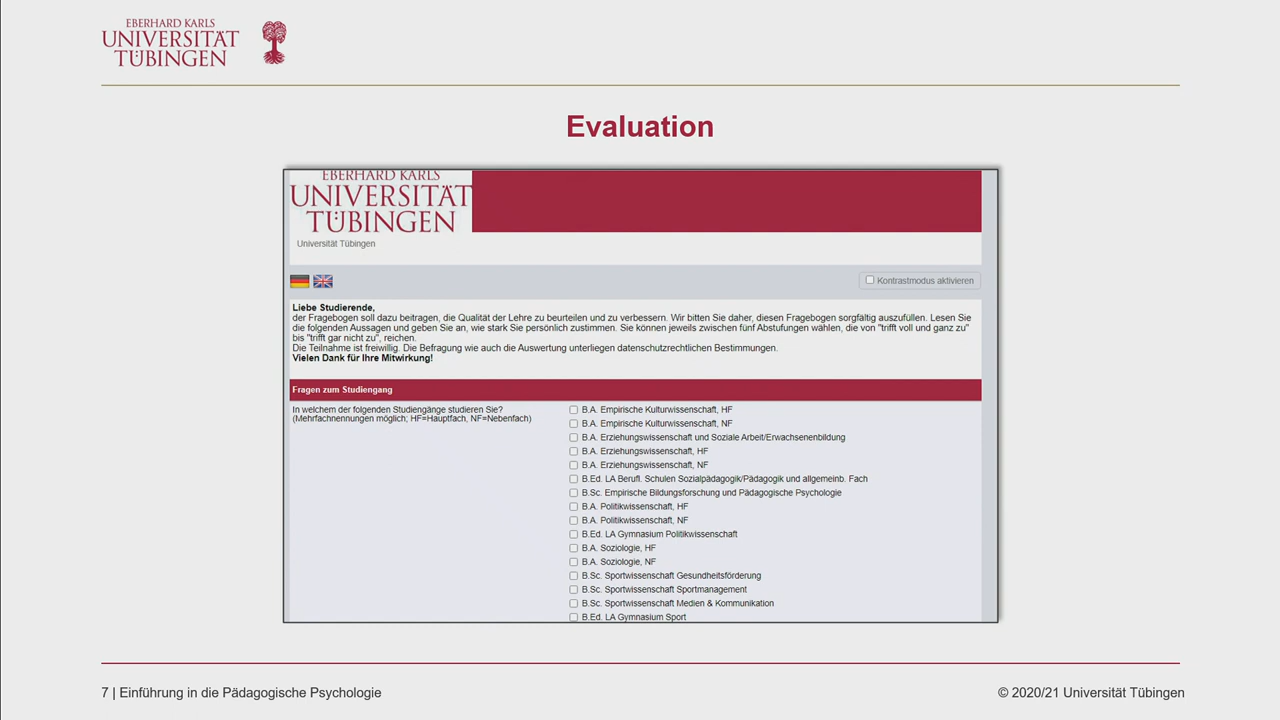 EBERHARD KARLS
UNIVERSITÄT
TÜBINGEN
Evaluation
EBERHARD KARLS
UNIVERSITÄT
TÜBINGEN
Universität Tübingen
Kontrastmodus aktivieren
Liebe Studierende,
der Fragebogen soll dazu beitragen, die Qualität der Lehre zu beurteilen und zu verbessern. Wir bitten Sie daher, diesen Fragebogen sorgfältig auszufüllen. Lesen Sie
die folgenden Aussagen und geben Sie an, wie stark Sie persönlich zustimmen. Sie können jeweils zwischen fünf Abstufungen wählen, die von "trifft voll und ganz zu"
bis "trifft gar nicht zu", reichen.
Die Teilnahme ist freiwillig. Die Befragung wie auch die Auswertung unterliegen datenschutzrechtlichen Bestimmungen.
Vielen Dank für Ihre Mitwirkung!
Fragen zum Studiengang
In welchem der folgenden Studiengänge studieren Sie?
(Mehrfachnennungen möglich; HF=Hauptfach, NF=Nebenfach)
B.A. Empirische Kulturwissenschaft, HF
B.A. Empirische Kulturwissenschaft, NF
B.A. Erziehungswissenschaft und Soziale Arbeit/Erwachsenenbildung
B.A. Erziehungswissenschaft, HF
B.A. Erziehungswissenschaft, NF
B.Ed. LA Berufl. Schulen Sozialpädagogik/Pädagogik und allgemeinb. Fach
B.Sc. Empirische Bildungsforschung und Pädagogische Psychologie
B.A. Politikwissenschaft, HF
B.A. Politikwissenschaft, NF
B.Ed. LA Gymnasium Politikwissenschaft
B.A. Soziologie, HF
B.A. Soziologie, NF
B.Sc. Sportwissenschaft Gesundheitsförderung
B.Sc. Sportwissenschaft Sportmanagement
B.Sc. Sportwissenschaft Medien & Kommunikation
B.Ed. LA Gymnasium Sport
7 | Einführung in die Pädagogische Psychologie
© 2020/21 Universität Tübingen